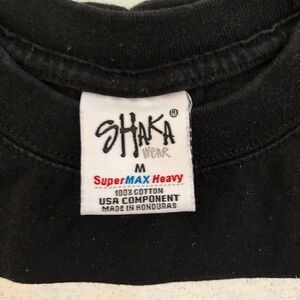 SHAKA®
WEAR
M
SuperMAX Heavy
100% COTTON
USA COMPONENT
MADE IN HONDURAS